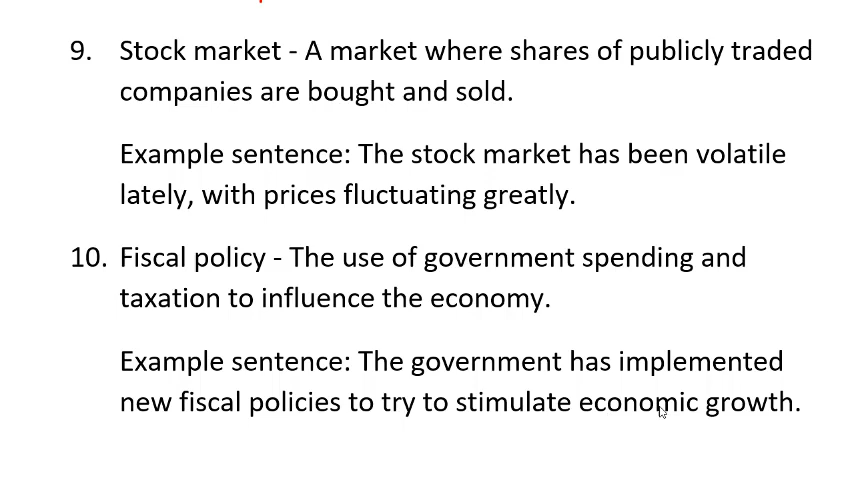 9. Stock market - A market where shares of publicly traded
companies are bought and sold.
Example sentence: The stock market has been volatile
lately, with prices fluctuating greatly.
10. Fiscal policy - The use of government spending and
taxation to influence the economy.
Example sentence: The government has implemented
new fiscal policies to try to stimulate economic growth.